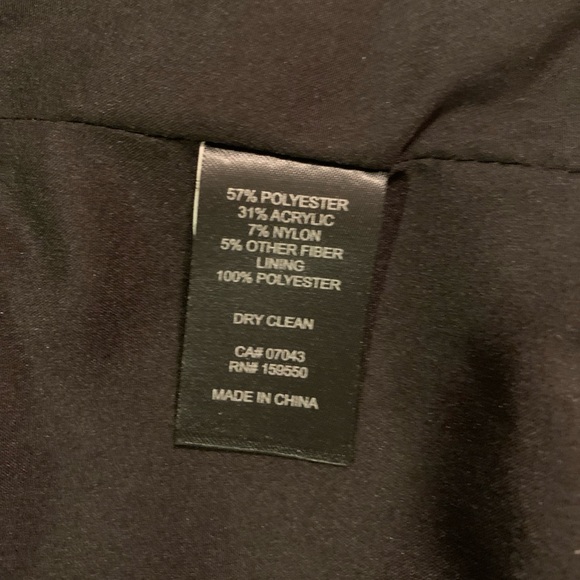 57% POLYESTER
31% ACRYLIC
7% NYLON
5% OTHER FIBER
LINING
100% POLYESTER
DRY CLEAN
CA# 07043
RN# 159550
MADE IN CHINA